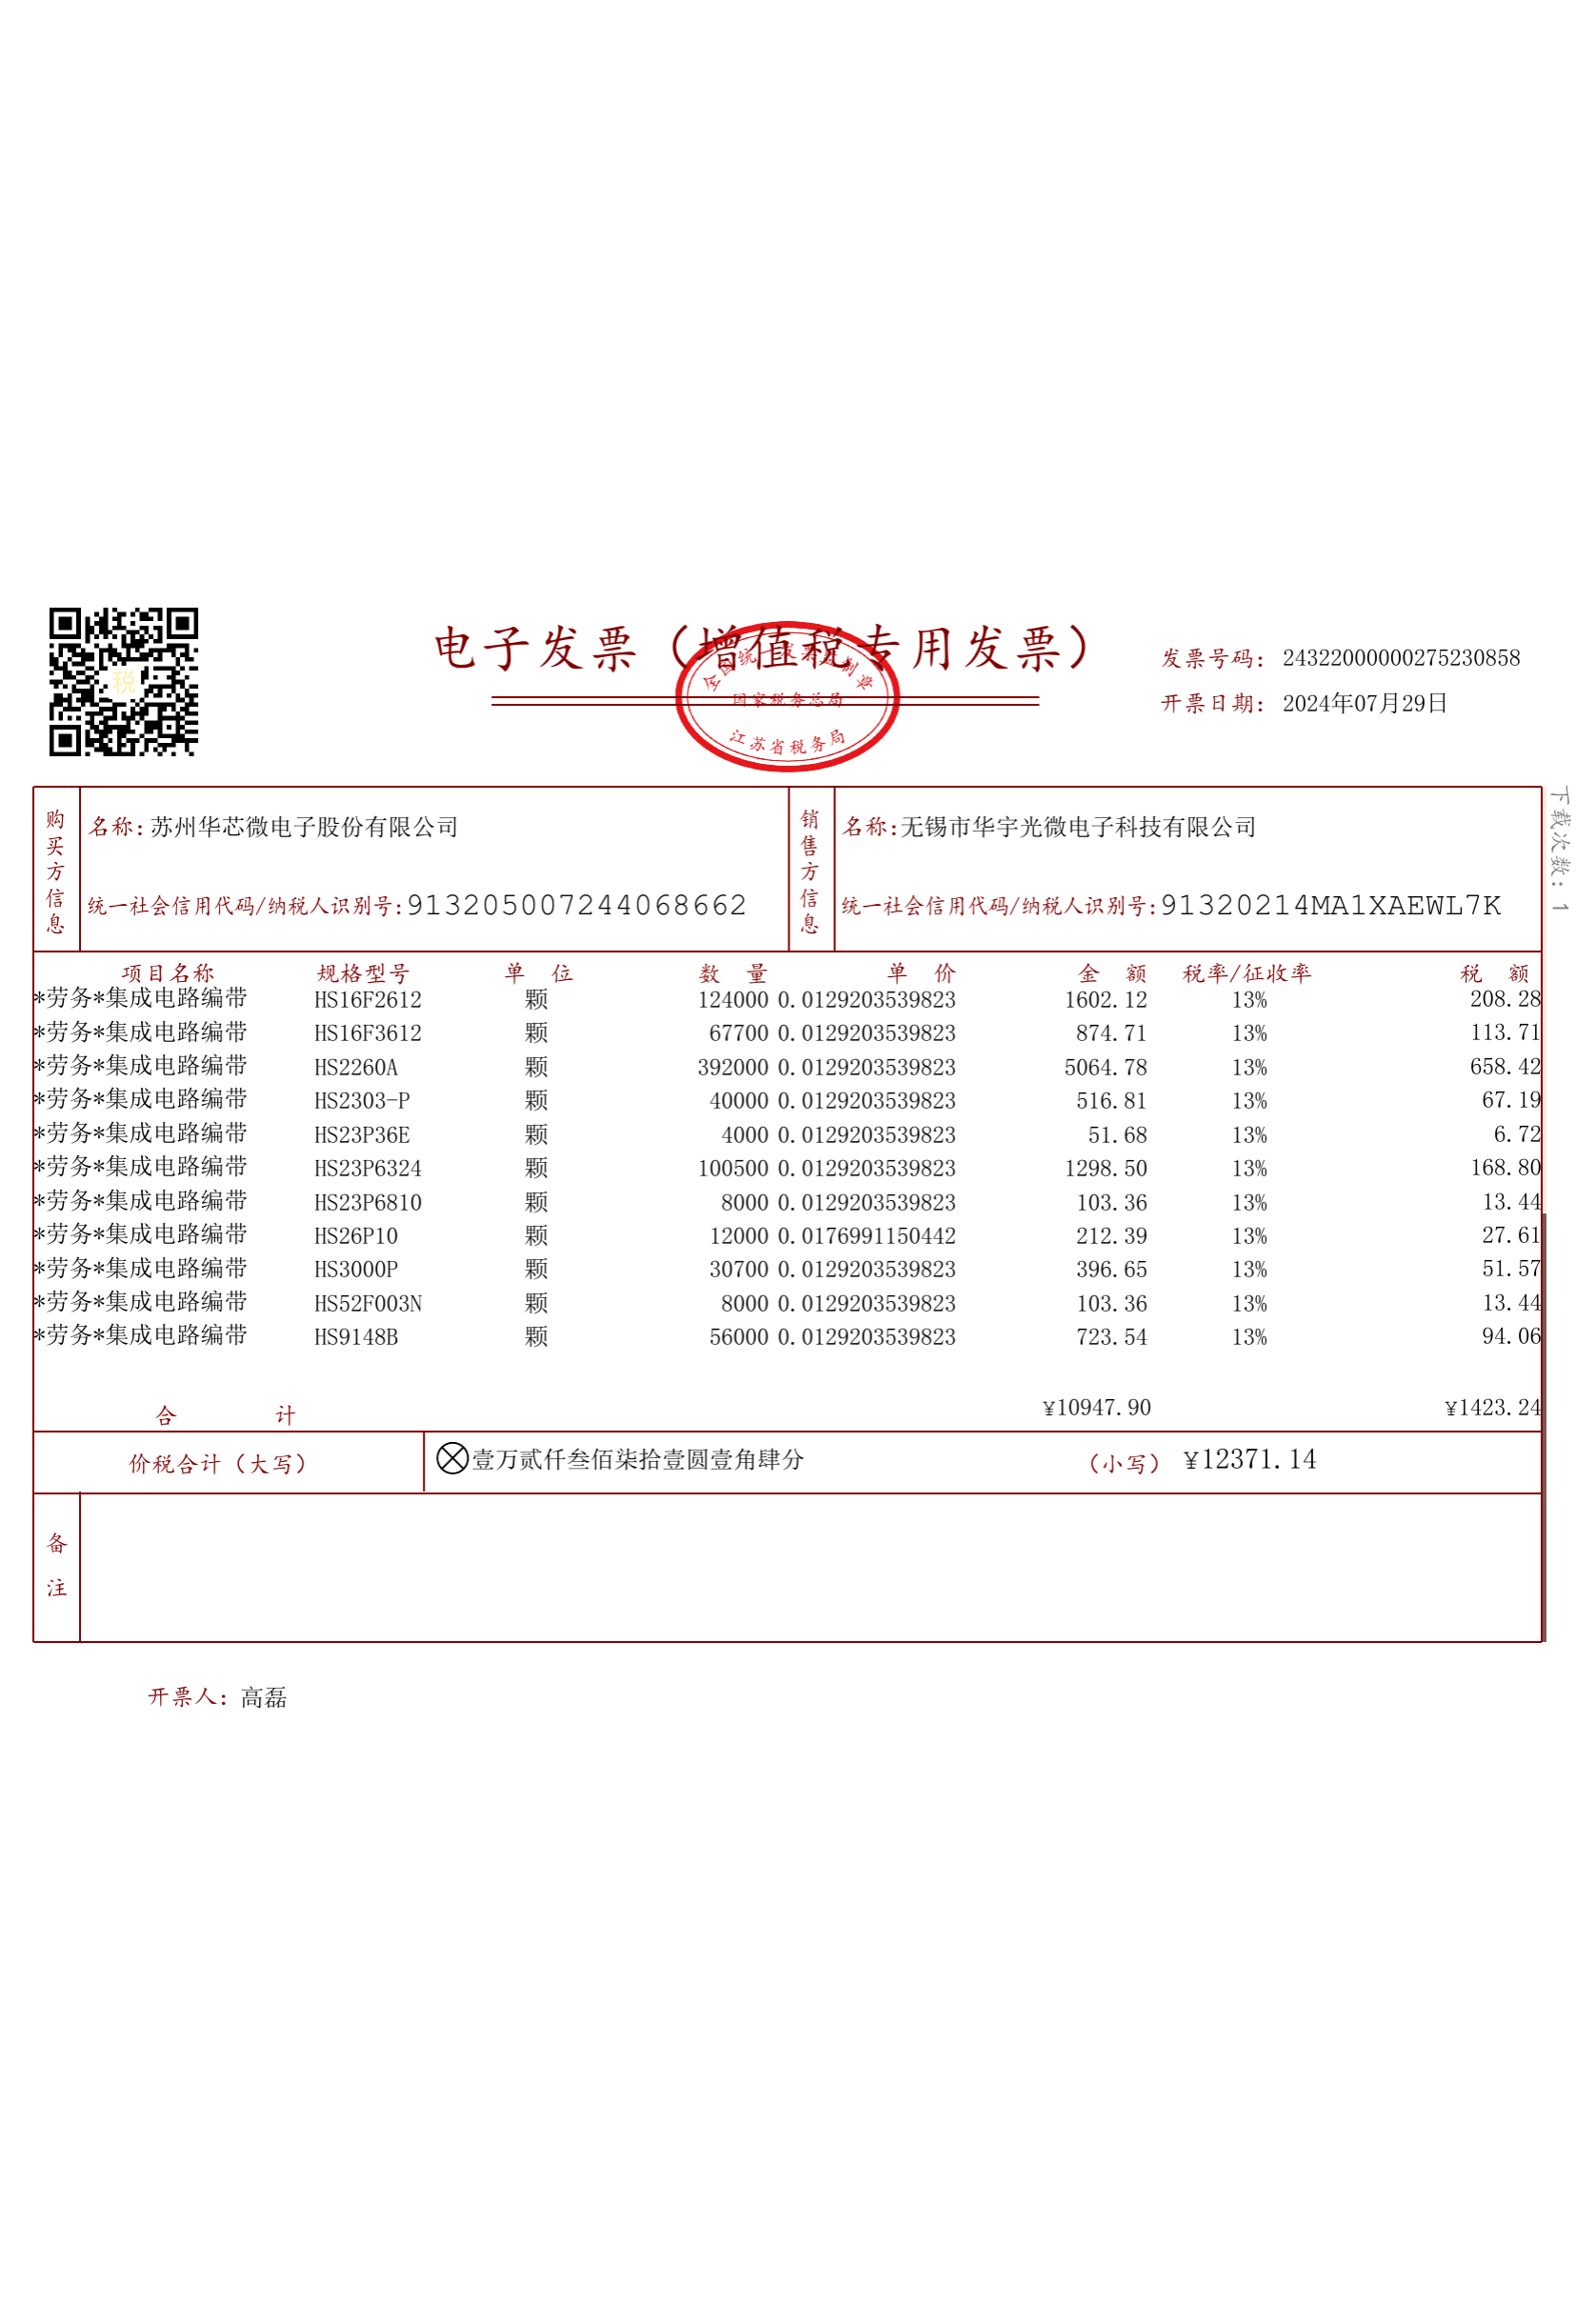 税
电子发票（增值税专用发票）
全国统一发票监制章
国家税务总局
江苏省税务局
发票号码： 24322000000275230858
开票日期： 2024年07月29日
下载次数：1
购买方信息
名称：苏州华芯微电子股份有限公司
统一社会信用代码/纳税人识别号：913205007244068662
销售方信息
名称：无锡市华宇光微电子科技有限公司
统一社会信用代码/纳税人识别号：91320214MA1XAEWL7K
项目名称 规格型号 单 位 数 量 单 价 金 额 税率/征收率 税 额
*劳务*集成电路编带 HS16F2612 颗 124000 0.0129203539823 1602.12 13% 208.28
*劳务*集成电路编带 HS16F3612 颗 67700 0.0129203539823 874.71 13% 113.71
*劳务*集成电路编带 HS2260A 颗 392000 0.0129203539823 5064.78 13% 658.42
*劳务*集成电路编带 HS2303-P 颗 40000 0.0129203539823 516.81 13% 67.19
*劳务*集成电路编带 HS23P36E 颗 4000 0.0129203539823 51.68 13% 6.72
*劳务*集成电路编带 HS23P6324 颗 100500 0.0129203539823 1298.50 13% 168.80
*劳务*集成电路编带 HS23P6810 颗 8000 0.0129203539823 103.36 13% 13.44
*劳务*集成电路编带 HS26P10 颗 12000 0.0176991150442 212.39 13% 27.61
*劳务*集成电路编带 HS3000P 颗 30700 0.0129203539823 396.65 13% 51.57
*劳务*集成电路编带 HS52F003N 颗 8000 0.0129203539823 103.36 13% 13.44
*劳务*集成电路编带 HS9148B 颗 56000 0.0129203539823 723.54 13% 94.06
合 计 ¥10947.90 ¥1423.24
价税合计（大写） 壹万贰仟叁佰柒拾壹圆壹角肆分 （小写） ¥12371.14
备注
开票人：高磊